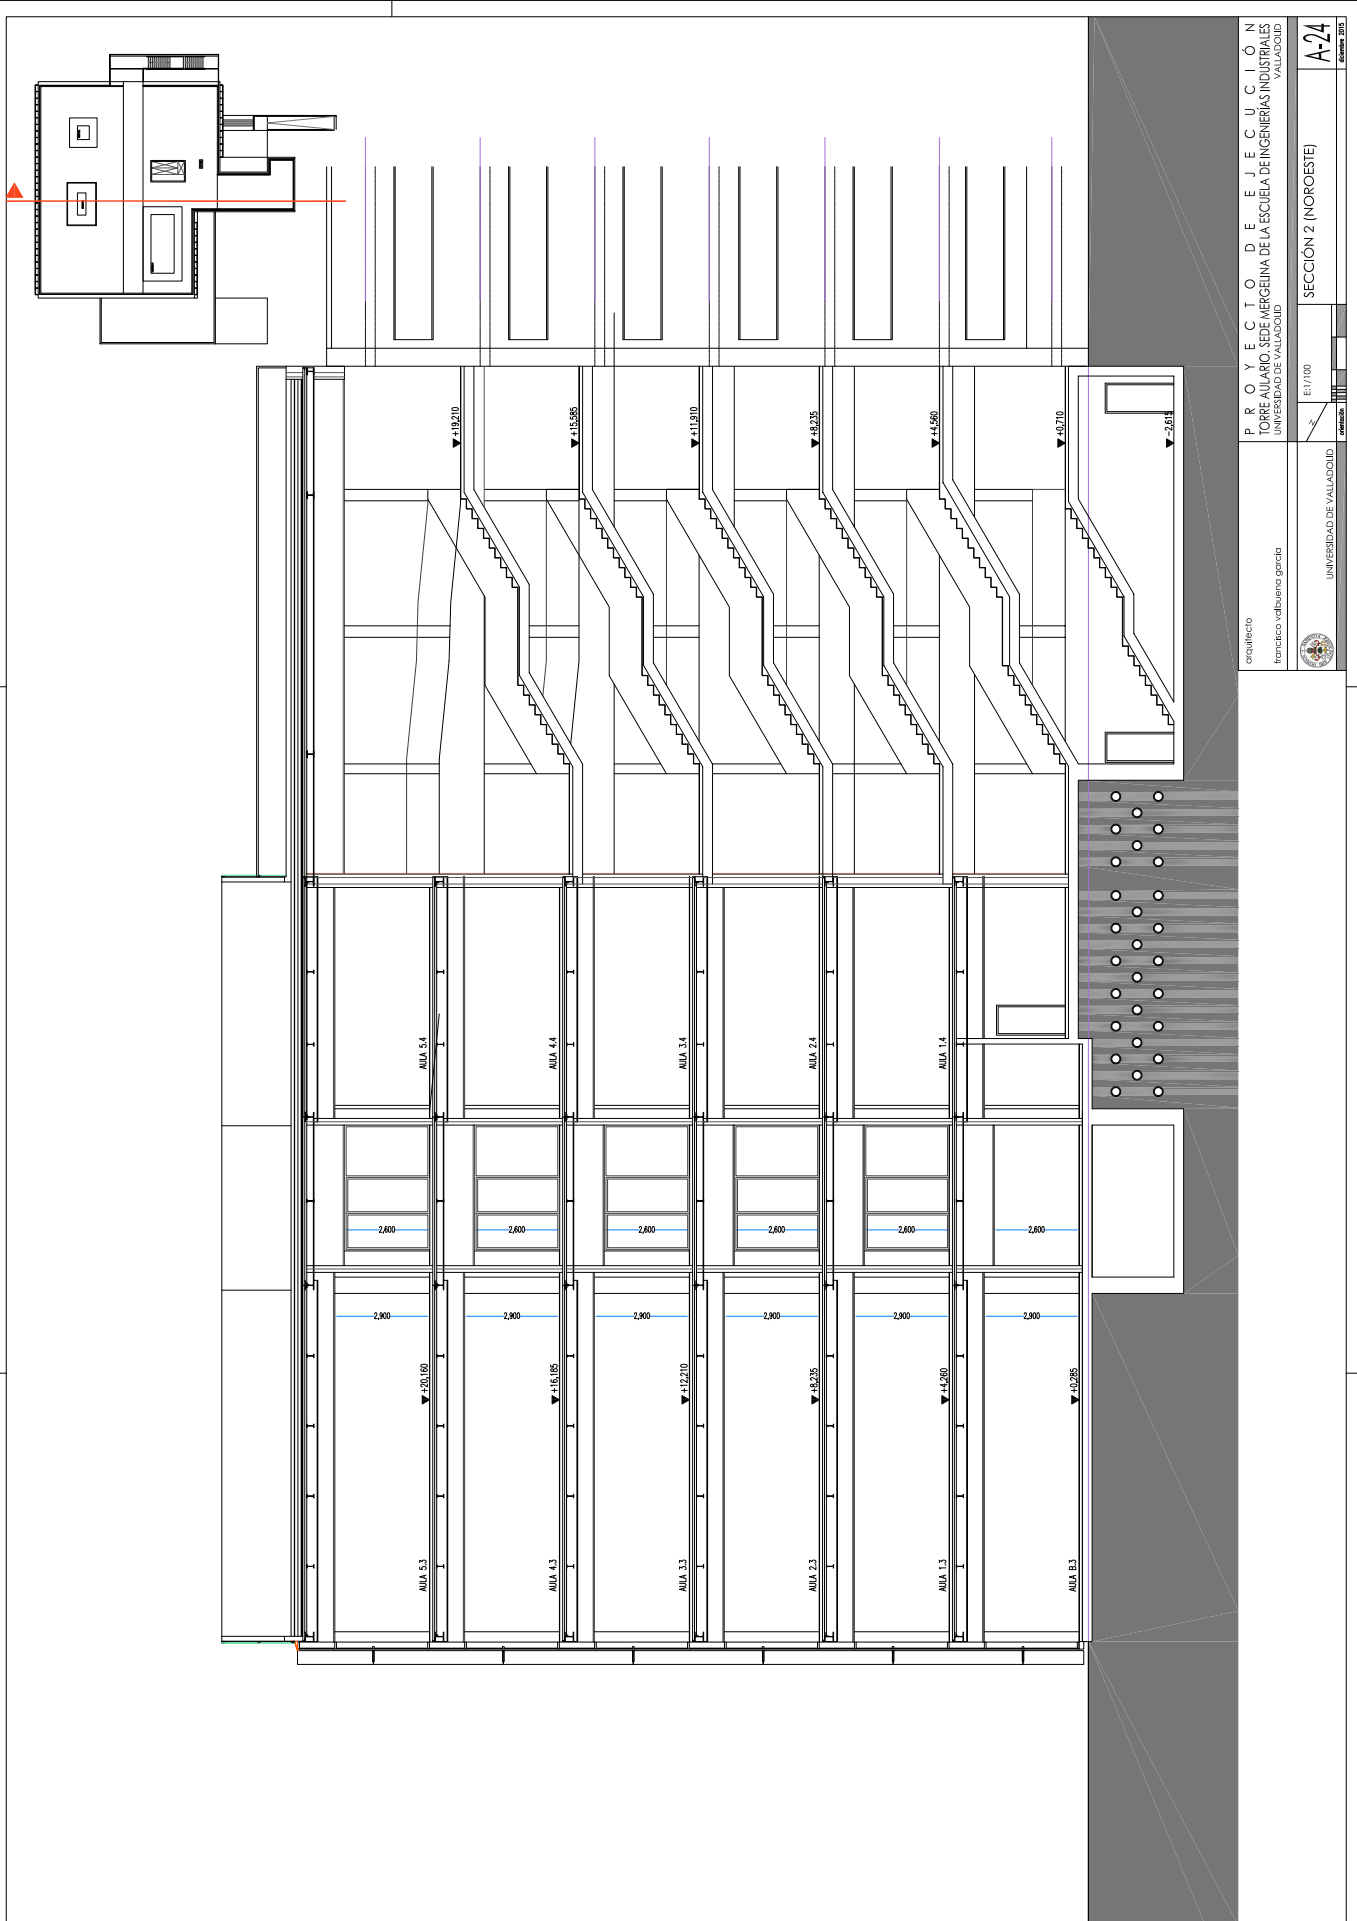 P R O Y E C T O D E E J E C U C I Ó N
TORRE AULARIO. SEDE MERGELINA DE LA ESCUELA DE INGENIERÍAS INDUSTRIALES
UNIVERSIDAD DE VALLADOLID
VALLADOLID
SECCIÓN 2 (NOROESTE)
A-24
diciembre 2015
E:1/100
N
orientación
arquitecto
francisco valbuena garcía
UNIVERSIDAD DE VALLADOLID
+19,210
+15,585
+11,910
+8,235
+4,560
+0,710
-2,615
AULA 5.4
AULA 4.4
AULA 3.4
AULA 2.4
AULA 1.4
2,600
2,600
2,600
2,600
2,600
2,600
2,900
2,900
2,900
2,900
2,900
2,900
+20,160
+16,185
+12,210
+8,235
+4,260
+0,285
AULA 5.3
AULA 4.3
AULA 3.3
AULA 2.3
AULA 1.3
AULA B.3